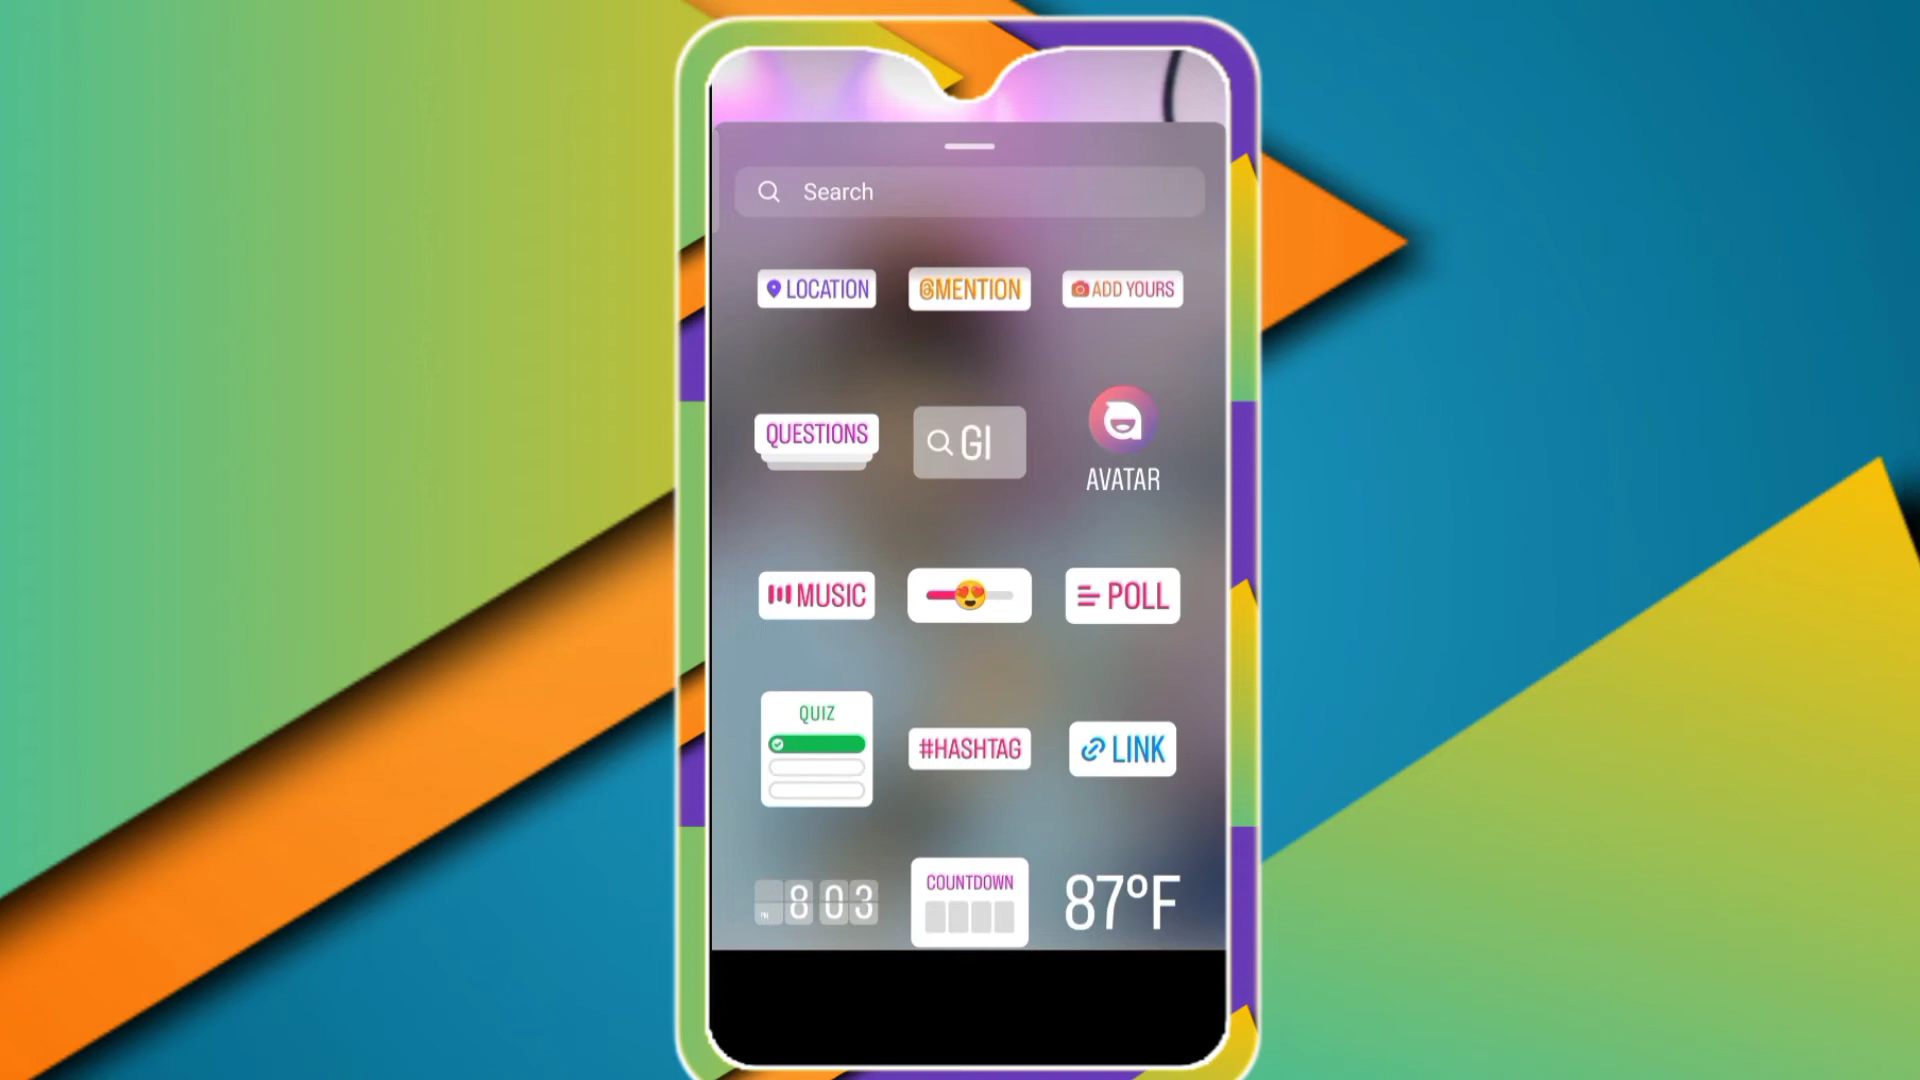 Search
LOCATION
@MENTION
ADD YOURS
QUESTIONS
GI
AVATAR
MUSIC
POLL
QUIZ
#HASHTAG
LINK
8 03
COUNTDOWN
87°F